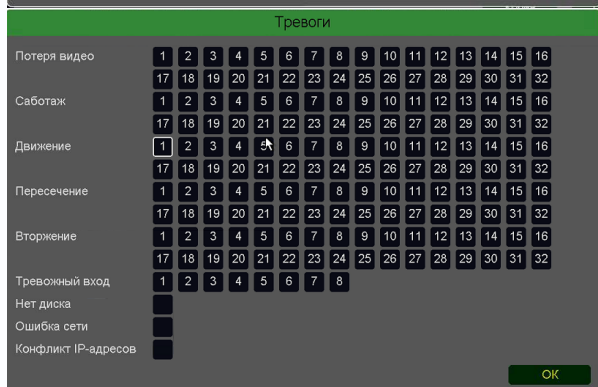 Тревоги
Потеря видео 1 2 3 4 5 6 7 8 9 10 11 12 13 14 15 16
17 18 19 20 21 22 23 24 25 26 27 28 29 30 31 32
Саботаж 1 2 3 4 5 6 7 8 9 10 11 12 13 14 15 16
17 18 19 20 21 22 23 24 25 26 27 28 29 30 31 32
Движение 1 2 3 4 5 6 7 8 9 10 11 12 13 14 15 16
17 18 19 20 21 22 23 24 25 26 27 28 29 30 31 32
Пересечение 1 2 3 4 5 6 7 8 9 10 11 12 13 14 15 16
17 18 19 20 21 22 23 24 25 26 27 28 29 30 31 32
Вторжение 1 2 3 4 5 6 7 8 9 10 11 12 13 14 15 16
17 18 19 20 21 22 23 24 25 26 27 28 29 30 31 32
Тревожный вход 1 2 3 4 5 6 7 8
Нет диска
Ошибка сети
Конфликт IP-адресов
OK